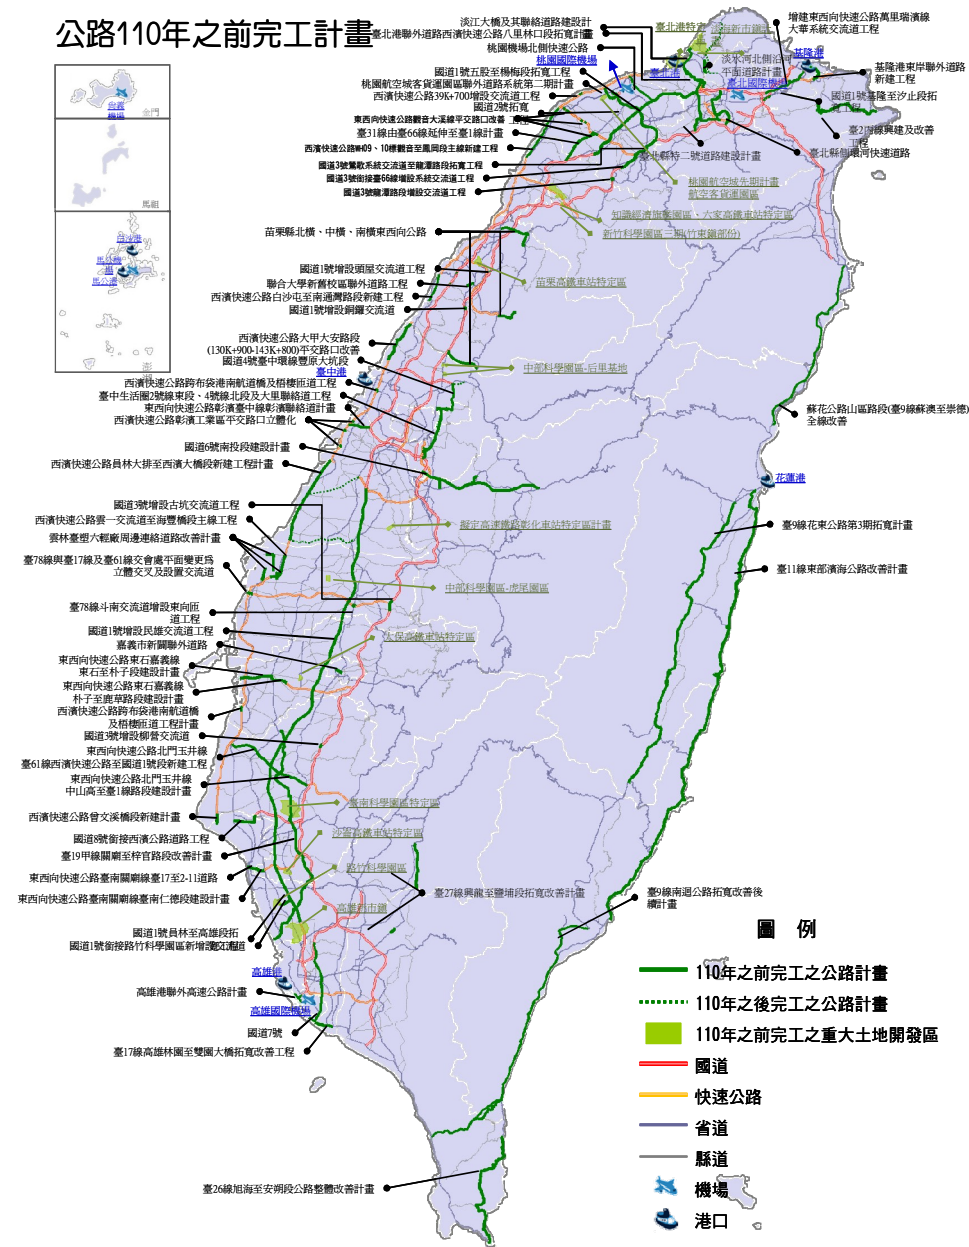 公路110年之前完工計畫
金門
馬祖
澎
湖
馬公港
淡江大橋及其聯絡道路建設計
臺北港聯外道路西濱快速公路八里林口段拓寬計畫
桃園機場北側快速公路
桃園國際機場
國道1號五股至楊梅段拓寬工程
桃園航空城客貨運園區聯外道路系統第二期計畫
西濱快速公路39K+700增設交流道工程
國道2號拓寬
工程
東西向快速公路觀音大溪線平交路口改善
臺31線由臺66線延伸至臺1線計畫
西濱快速公路WH09、10標觀音至鳳岡段主線新建工程
國道3號鶯歌系統交流道至龍潭路段拓寬工程
國道3號銜接臺66線增設系統交流道工程
國道3號龍潭路段增設交流道工程
增建東西向快速公路萬里瑞濱線
大華系統交流道工程
基隆港
基隆港東岸聯外道路
新建工程
國道1號基隆至汐止段拓
寬工程
臺2丙線興建及改善
工程
臺北縣側環河快速道路
臺北縣特二號道路建設計畫
淡水河北側沿河
平面道路計畫
臺北港
臺北國際機場
桃園航空城先期計畫
航空客貨運園區
知識經濟旗艦園區、六家高鐵車站特定區
新竹科學園區三期(竹東鎮部份)
苗栗縣北橫、中橫、南橫東西向公路
國道1號增設頭屋交流道工程
聯合大學新舊校區聯外道路工程
西濱快速公路白沙屯至南通灣路段新建工程
國道1號增設銅鑼交流道
苗栗高鐵車站特定區
西濱快速公路大甲大安路段
(130K+900-143K+800)平交路口改善
國道4號臺中環線豐原大坑段
臺中港
中部科學園區-后里基地
西濱快速公路跨布袋港南航道橋及梧棲匝道工程
臺中生活圈2號線東段、4號線北段及大里聯絡道工程
東西向快速公路彰濱臺中線彰濱聯絡道計畫
西濱快速公路彰濱工業區平交路口立體化
蘇花公路山區路段(臺9線蘇澳至崇德)
全線改善
國道6號南投段建設計畫
西濱快速公路員林大排至西濱大橋段新建工程計畫
花蓮港
國道3號增設古坑交流道工程
西濱快速公路雲一交流道至海豐橋段主線工程
雲林臺塑六輕廠周邊連絡道路改善計畫
擬定高速鐵路彰化車站特定區計畫
臺9線花東公路第3期拓寬計畫
臺78線與臺17線及臺61線交會處平面變更為
立體交叉及設置交流道
臺11線東部濱海公路改善計畫
中部科學園區-虎尾園區
臺78線斗南交流道增設東向匝
道工程
國道1號增設民雄交流道工程
嘉義市新闢聯外道路
太保高鐵車站特定區
東西向快速公路東石嘉義線
東石至朴子段建設計畫
東西向快速公路東石嘉義線
朴子至鹿草路段建設計畫
西濱快速公路跨布袋港南航道橋
及梧棲匝道工程計畫
國道3號增設柳營交流道
東西向快速公路北門玉井線
臺61線西濱快速公路至國道1號段新建工程
東西向快速公路北門玉井線
中山高至臺1線路段建設計畫
臺南科學園區特定區
西濱快速公路曾文溪橋段新建計畫
國道8號銜接西濱公路道路工程
沙崙高鐵車站特定區
臺19甲線關廟至梓官路段改善計畫
路竹科學園區
東西向快速公路臺南關廟線臺17至2-11道路
東西向快速公路臺南關廟線臺南仁德段建設計畫
臺27線興龍至鹽埔段拓寬改善計畫
臺9線南迴公路拓寬改善後
續計畫
國道1號員林至高雄段拓
國道1號銜接路竹科學園區新增設交流道
高雄港
高雄港聯外高速公路計畫
高雄國際機場
國道7號
臺17線高雄林園至雙園大橋拓寬改善工程
臺26線旭海至安朔段公路整體改善計畫
圖 例
110年之前完工之公路計畫
110年之後完工之公路計畫
110年之前完工之重大土地開發區
國道
快速公路
省道
縣道
機場
港口